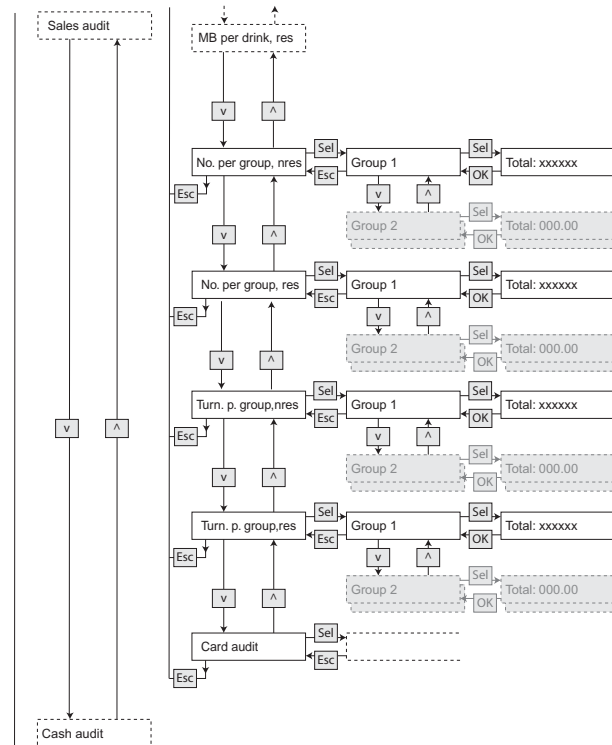 Sales audit
MB per drink, res
v
^
No. per group, nres
Sel
Esc
Group 1
Sel
OK
Total: xxxxxx
Esc
v
^
Group 2
Sel
OK
Total: 000.00
v
^
No. per group, res
Sel
Esc
Group 1
Sel
OK
Total: xxxxxx
Esc
v
^
Group 2
Sel
OK
Total: 000.00
v
^
Turn. p. group,nres
Sel
Esc
Group 1
Sel
OK
Total: xxxxxx
v
^
Esc
v
^
Group 2
Sel
OK
Total: 000.00
v
^
Turn. p. group,res
Sel
Esc
Group 1
Sel
OK
Total: xxxxxx
Esc
v
^
Group 2
Sel
OK
Total: 000.00
v
^
Card audit
Sel
Esc
Esc
Cash audit